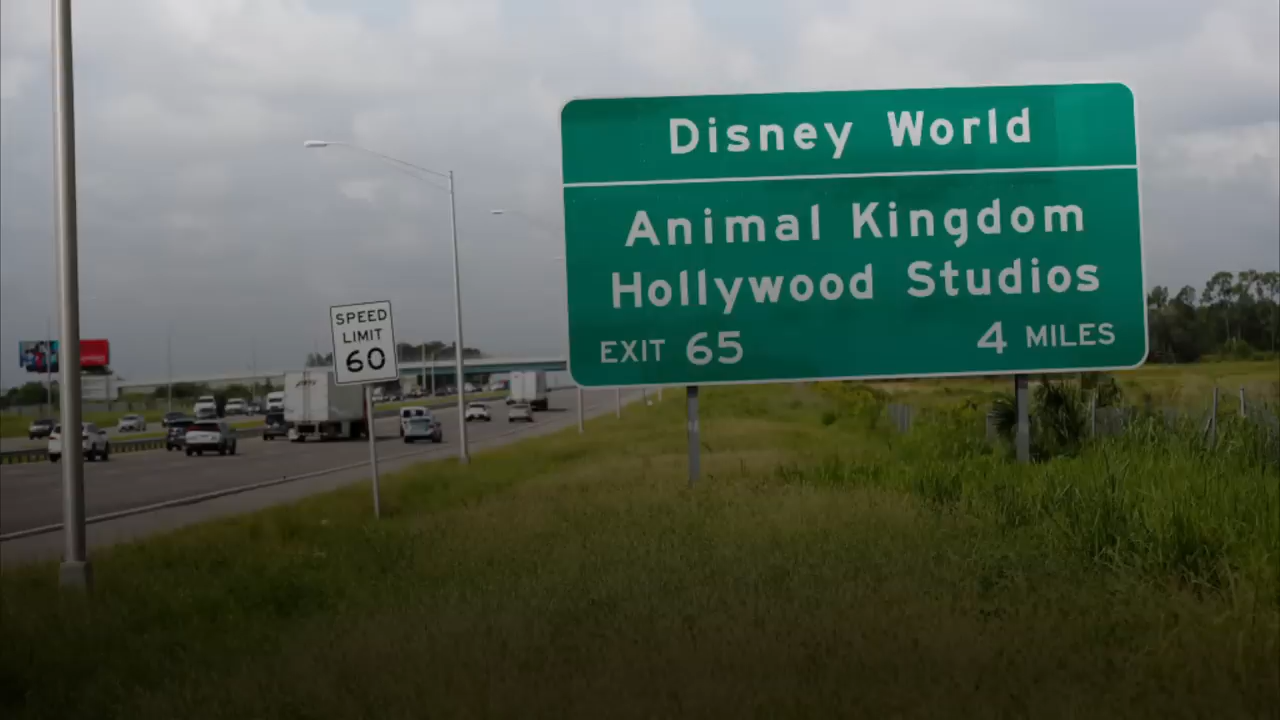 Disney World
Animal Kingdom
Hollywood Studios
EXIT 65 4 MILES
SPEED
LIMIT
60